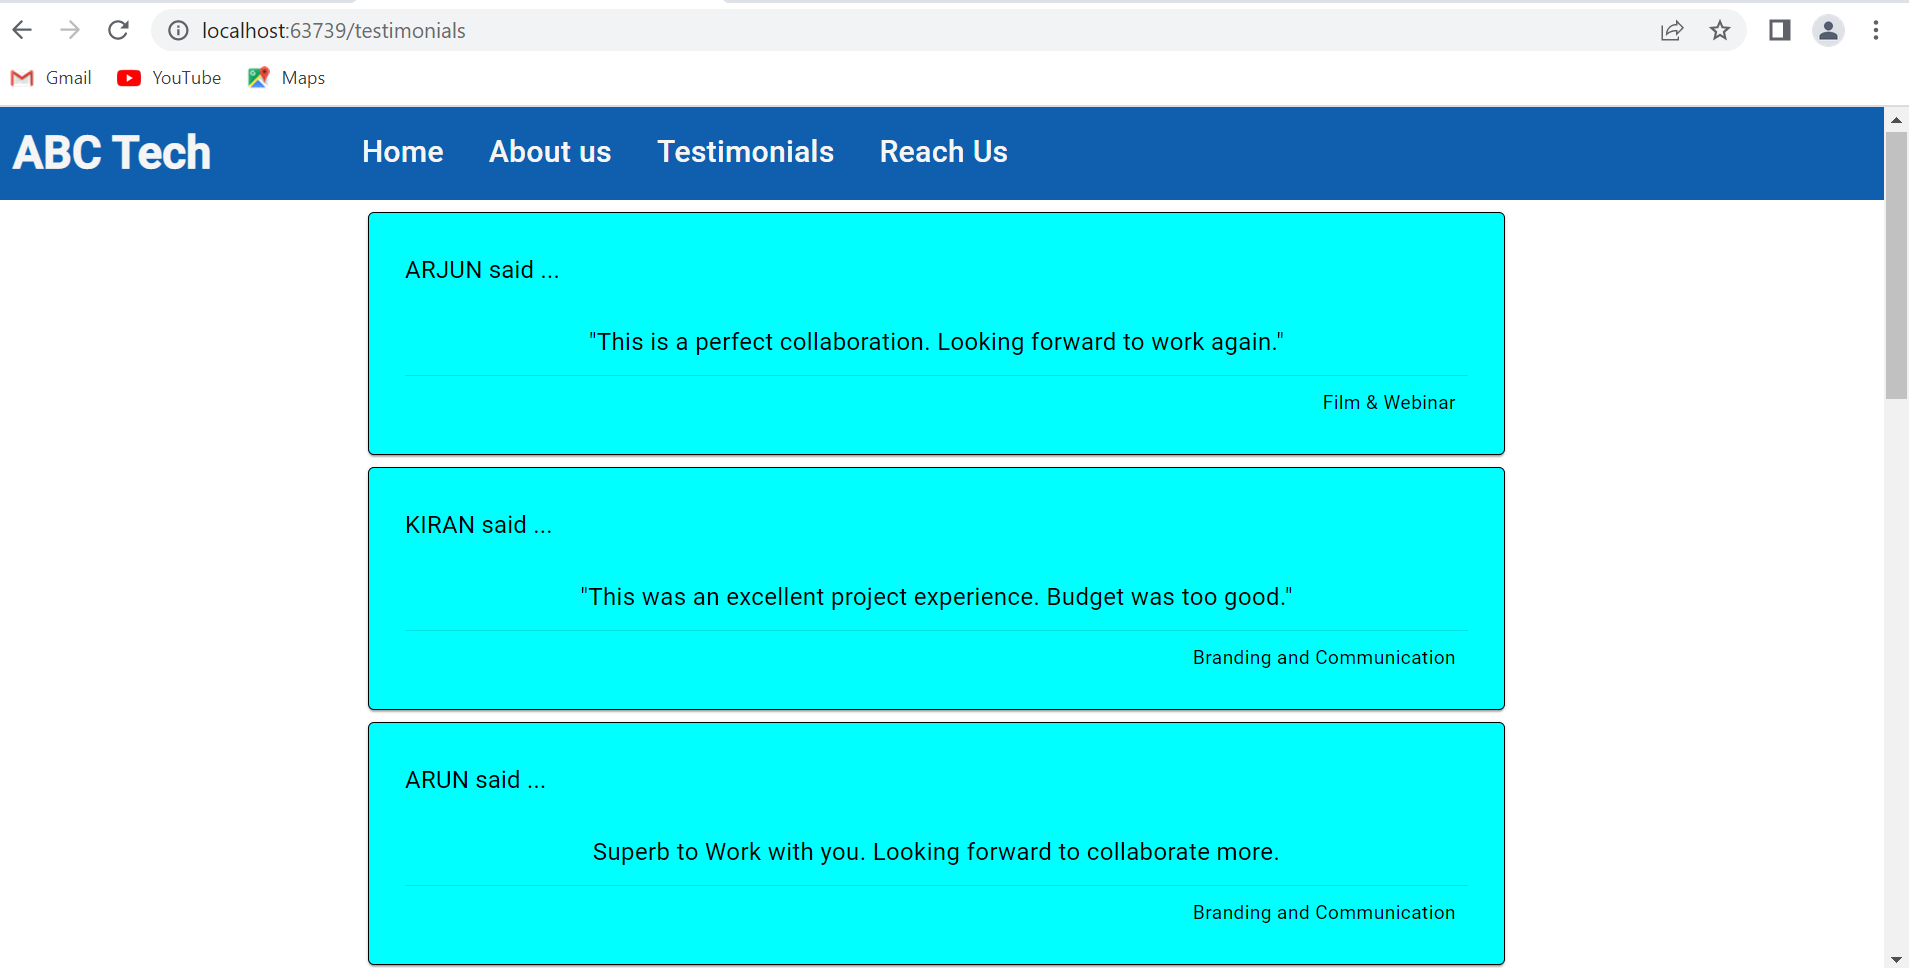 localhost:63739/testimonials
Gmail YouTube Maps
ABC Tech Home About us Testimonials Reach Us
ARJUN said ...
"This is a perfect collaboration. Looking forward to work again."
Film & Webinar
KIRAN said ...
"This was an excellent project experience. Budget was too good."
Branding and Communication
ARUN said ...
Superb to Work with you. Looking forward to collaborate more.
Branding and Communication